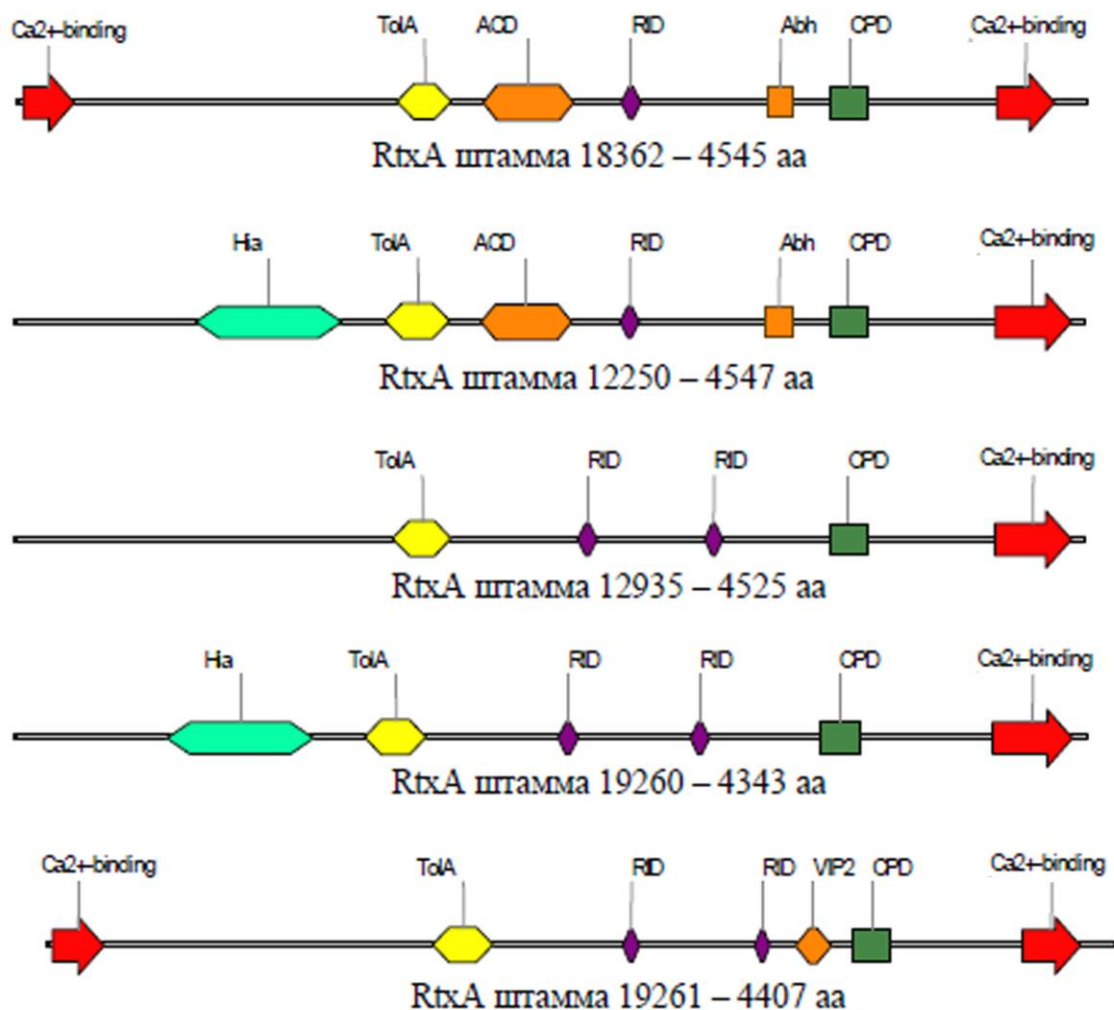 Ca2+-binding TolA ACD RID Abh CPD Ca2+-binding
RtxA штамма 18362 – 4545 aa
Hia TolA ACD RID Abh CPD Ca2+-binding
RtxA штамма 12250 – 4547 aa
TolA RID RID CPD Ca2+-binding
RtxA штамма 12935 – 4525 aa
Hia TolA RID RID CPD Ca2+-binding
RtxA штамма 19260 – 4343 aa
Ca2+-binding TolA RID RID VIP2 CPD Ca2+-binding
RtxA штамма 19261 – 4407 aa